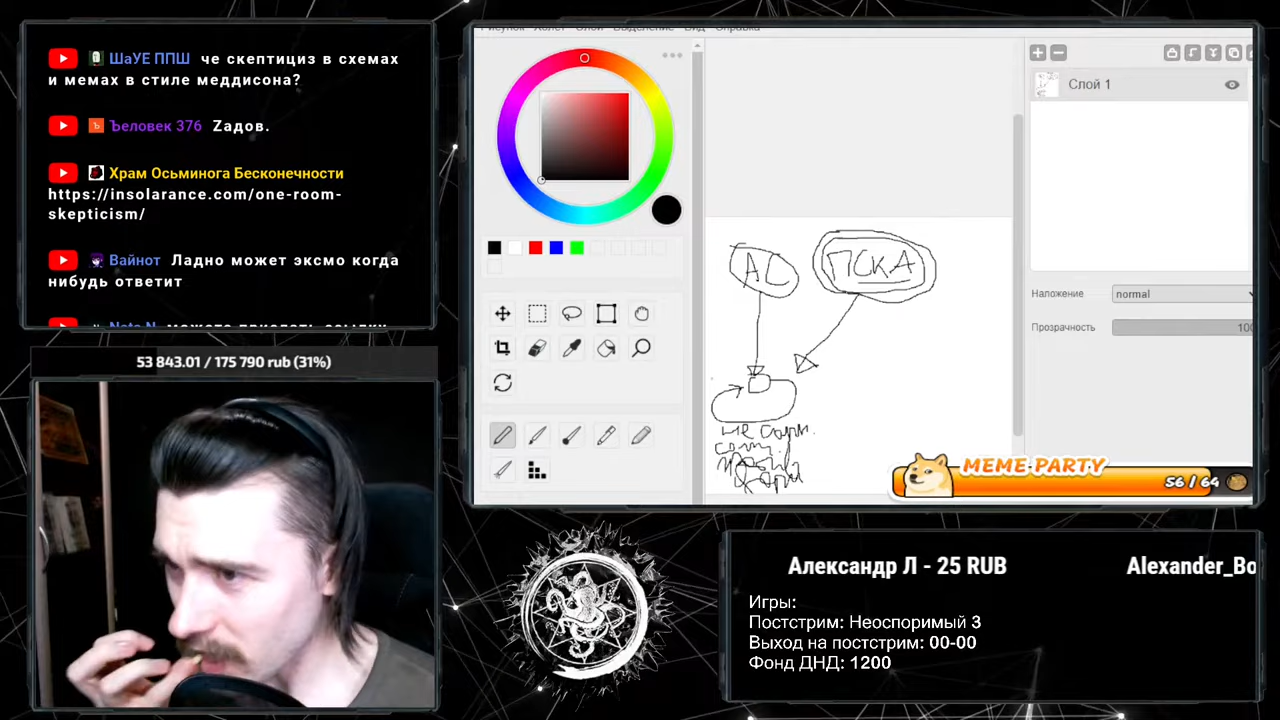 ШаУЕ ППШ че скептициз в схемах
и мемах в стиле меддисона?
Ъ Ъеловек 376 Zадов.
Храм Осьминога Бесконечности
https://insolarance.com/one-room-
skepticism/
Вайнот Ладно может эксмо когда
нибудь ответит
53 843.01 / 175 790 rub (31%)
Слой 1
Наложение normal
Прозрачность 100
АС
ПСКА
MEME PARTY
56 / 64
Александр Л - 25 RUB Alexander_Bo
Игры:
Постстрим: Неоспоримый 3
Выход на постстрим: 00-00
Фонд ДНД: 1200